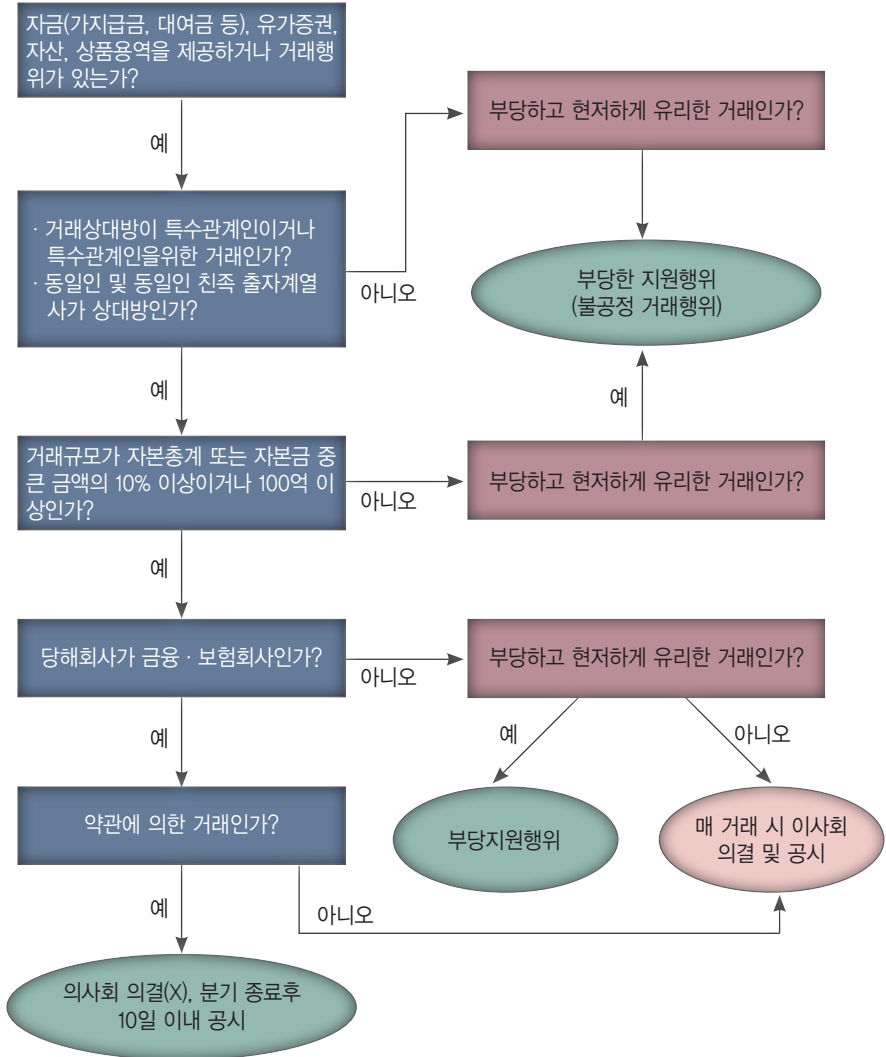 자금(가지급금, 대여금 등), 유가증권,
자산, 상품용역을 제공하거나 거래행
위가 있는가?
예
부당하고 현저하게 유리한 거래인가?
· 거래상대방이 특수관계인이거나
특수관계인을위한 거래인가?
· 동일인 및 동일인 친족 출자계열
사가 상대방인가?
아니오
부당한 지원행위
(불공정 거래행위)
예
예
거래규모가 자본총계 또는 자본금 중
큰 금액의 10% 이상이거나 100억 이
상인가?
아니오
부당하고 현저하게 유리한 거래인가?
예
당해회사가 금융 · 보험회사인가?
아니오
부당하고 현저하게 유리한 거래인가?
예
예
아니오
약관에 의한 거래인가?
부당지원행위
매 거래 시 이사회
의결 및 공시
예
아니오
의사회 의결(X), 분기 종료후
10일 이내 공시